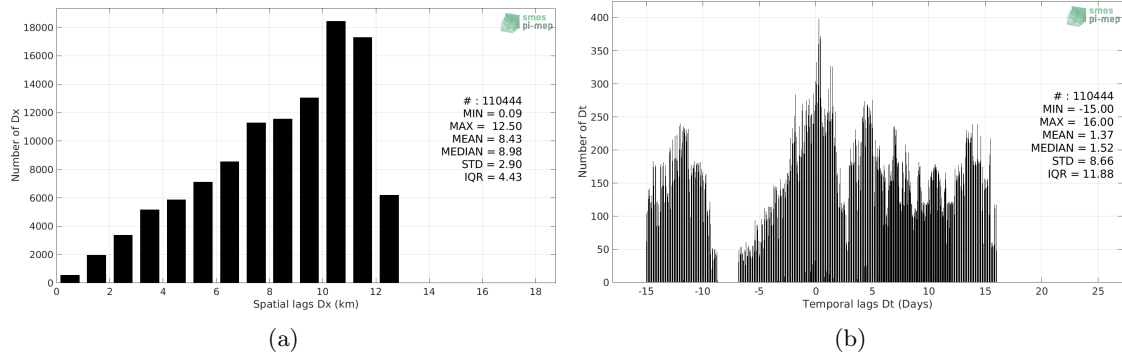 smos
pi-mep
18000
16000
14000
12000
10000
8000
6000
4000
2000
0
Number of Dx
# : 110444
MIN = 0.09
MAX = 12.50
MEAN = 8.43
MEDIAN = 8.98
STD = 2.90
IQR = 4.43
0 2 4 6 8 10 12 14 16 18
Spatial lags Dx (km)
(a)
smos
pi-mep
400
350
300
250
200
150
100
50
0
Number of Dt
# : 110444
MIN = -15.00
MAX = 16.00
MEAN = 1.37
MEDIAN = 1.52
STD = 8.66
IQR = 11.88
-15 -10 -5 0 5 10 15 20 25
Temporal lags Dt (Days)
(b)